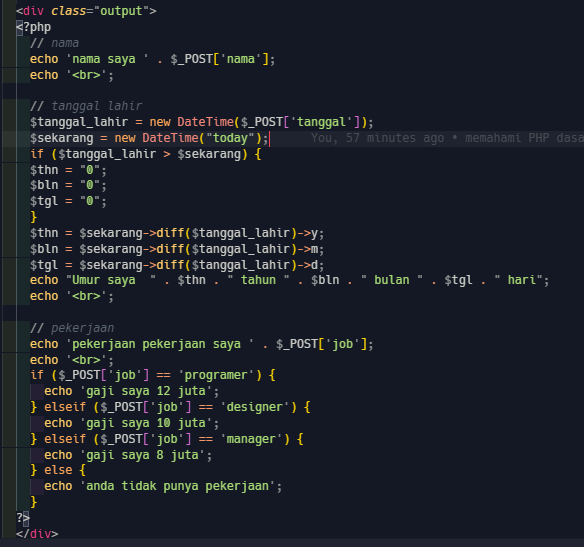 <div class="output">
<?php
// nama
echo 'nama saya ' . $_POST['nama'];
echo '<br>';
// tanggal lahir
$tanggal_lahir = new DateTime($_POST['tanggal']);
$sekarang = new DateTime("today"); You, 57 minutes ago • memahami PHP dasa
if ($tanggal_lahir > $sekarang) {
$thn = "0";
$bln = "0";
$tgl = "0";
}
$thn = $sekarang->diff($tanggal_lahir)->y;
$bln = $sekarang->diff($tanggal_lahir)->m;
$tgl = $sekarang->diff($tanggal_lahir)->d;
echo "Umur saya  " . $thn . " tahun " . $bln . " bulan " . $tgl . " hari";
echo '<br>';
// pekerjaan
echo 'pekerjaan pekerjaan saya ' . $_POST['job'];
echo '<br>';
if ($_POST['job'] == 'programer') {
echo 'gaji saya 12 juta';
} elseif ($_POST['job'] == 'designer') {
echo 'gaji saya 10 juta';
} elseif ($_POST['job'] == 'manager') {
echo 'gaji saya 8 juta';
} else {
echo 'anda tidak punya pekerjaan';
}
?>
</div>